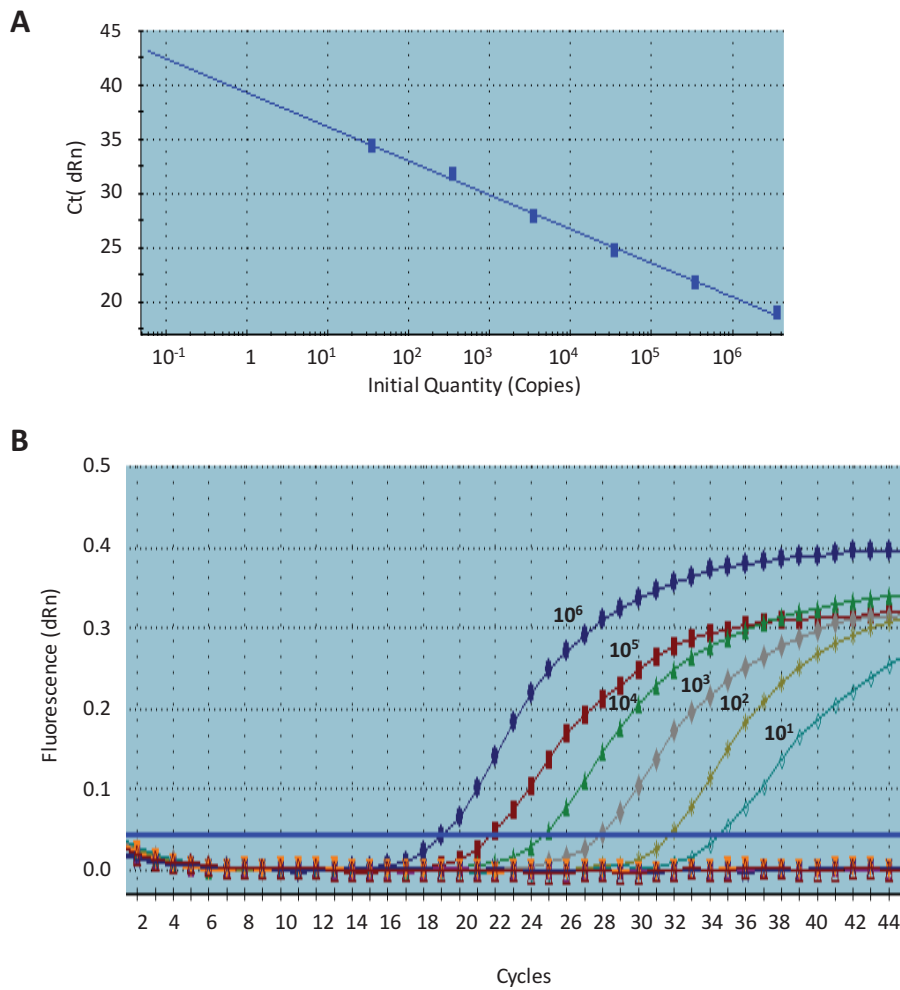 A
45
40
35
30
25
20
Ct( dRn)
10⁻¹ 1 10¹ 10² 10³ 10⁴ 10⁵ 10⁶
Initial Quantity (Copies)
B
0.5
0.4
0.3
0.2
0.1
0.0
Fluorescence (dRn)
10⁶
10⁵
10⁴
10³
10²
10¹
2 4 6 8 10 12 14 16 18 19 20 22 24 26 28 30 32 34 36 38 40 42 44
Cycles